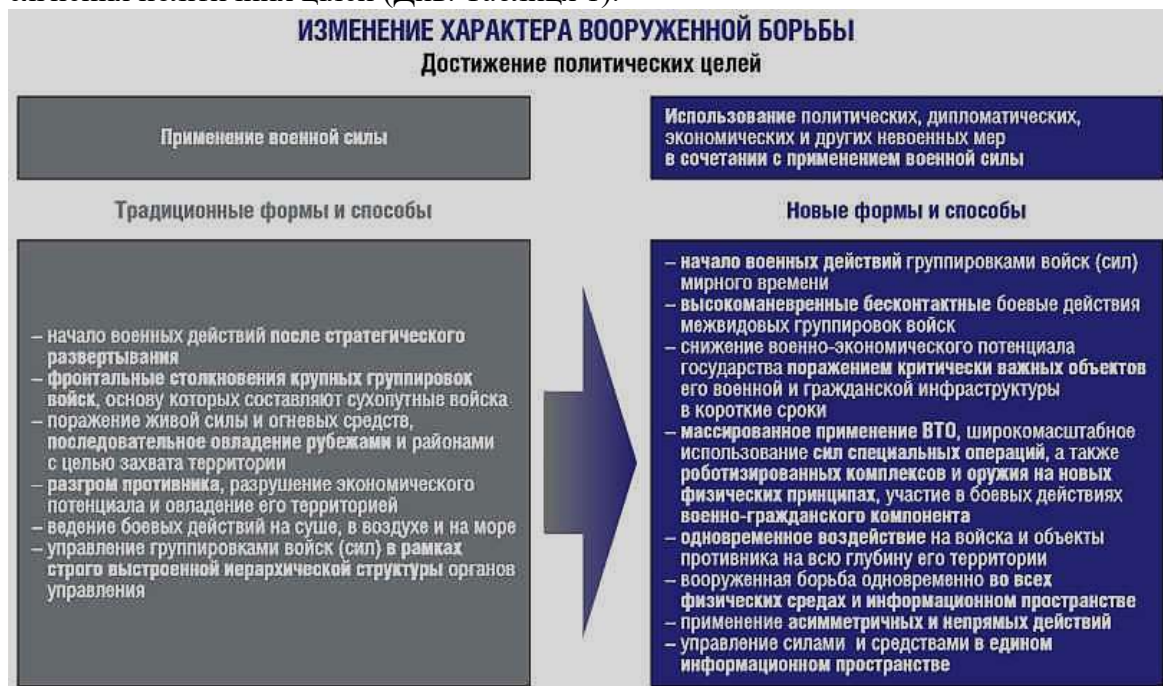 ИЗМЕНЕНИЕ ХАРАКТЕРА ВООРУЖЕННОЙ БОРЬБЫ
Достижение политических целей
Применение военной силы
Использование политических, дипломатических,
экономических и других невоенных мер
в сочетании с применением военной силы
Традиционные формы и способы
– начало военных действий после стратегического
развертывания
– фронтальные столкновения крупных группировок
войск, основу которых составляют сухопутные войска
– поражение живой силы и огневых средств,
последовательное овладение рубежами и районами
с целью захвата территории
– разгром противника, разрушение экономического
потенциала и овладение его территорией
– ведение боевых действий на суше, в воздухе и на море
– управление группировками войск (сил) в рамках
строго выстроенной иерархической структуры органов
управления
Новые формы и способы
– начало военных действий группировками войск (сил)
мирного времени
– высокоманевренные бесконтактные боевые действия
межвидовых группировок войск
– снижение военно-экономического потенциала
государства поражением критически важных объектов
его военной и гражданской инфраструктуры
в короткие сроки
– массированное применение ВТО, широкомасштабное
использование сил специальных операций, а также
роботизированных комплексов и оружия на новых
физических принципах, участие в боевых действиях
военно-гражданского компонента
– одновременное воздействие на войска и объекты
противника на всю глубину его территории
– вооруженная борьба одновременно во всех
физических средах и информационном пространстве
– применение асимметричных и непрямых действий
– управление силами и средствами в едином
информационном пространстве